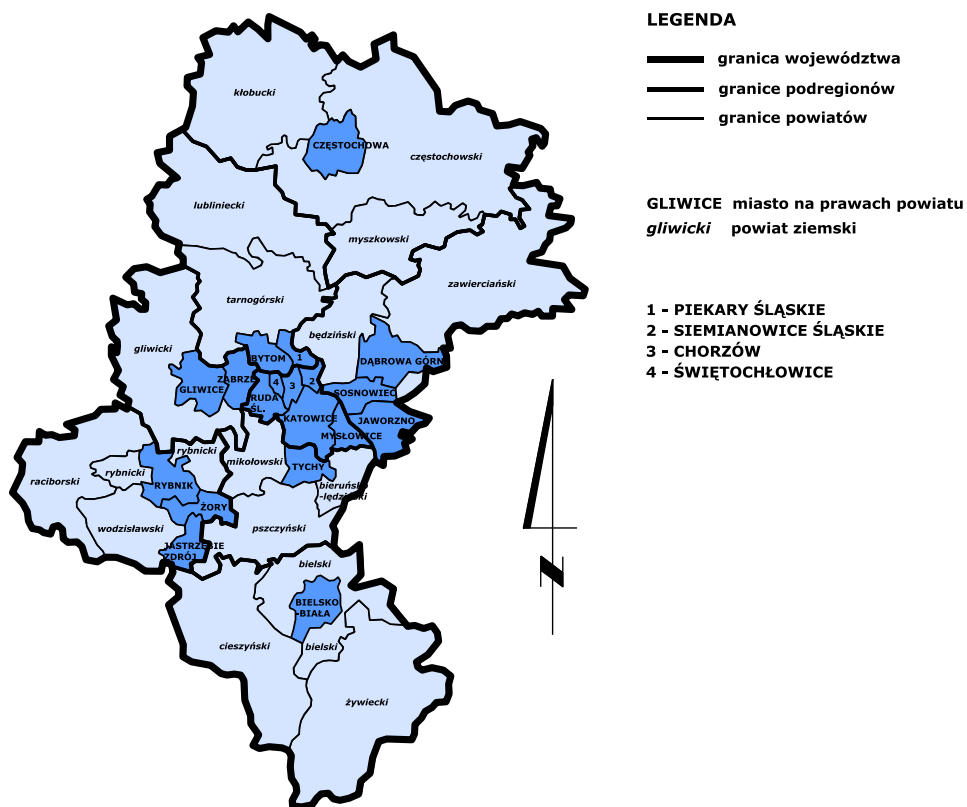 LEGENDA
granica województwa
granice podregionów
granice powiatów
GLIWICE miasto na prawach powiatu
gliwicki powiat ziemski
1 - PIEKARY ŚLĄSKIE
2 - SIEMIANOWICE ŚLĄSKIE
3 - CHORZÓW
4 - ŚWIĘTOCHŁOWICE
kłobucki
CZĘSTOCHOWA
częstochowski
lubliniecki
myszkowski
zawierciański
tarnogórski
będziński
gliwicki
BYTOM
1
DĄBROWA GÓRN
ZABRZE
GLIWICE
4
3
2
RUDA
ŚL.
SOSNOWIEC
KATOWICE
JAWORZNO
MYSŁOWICE
rybnicki
mikołowski
TYCHY
raciborski
rybnicki
RYBNIK
bieruńsko
-lędziński
ŻORY
wodzisławski
pszczyński
JASTRZĘBIE
ZDRÓJ
bielski
BIELSKO
-BIAŁA
cieszyński
bielski
żywiecki
N